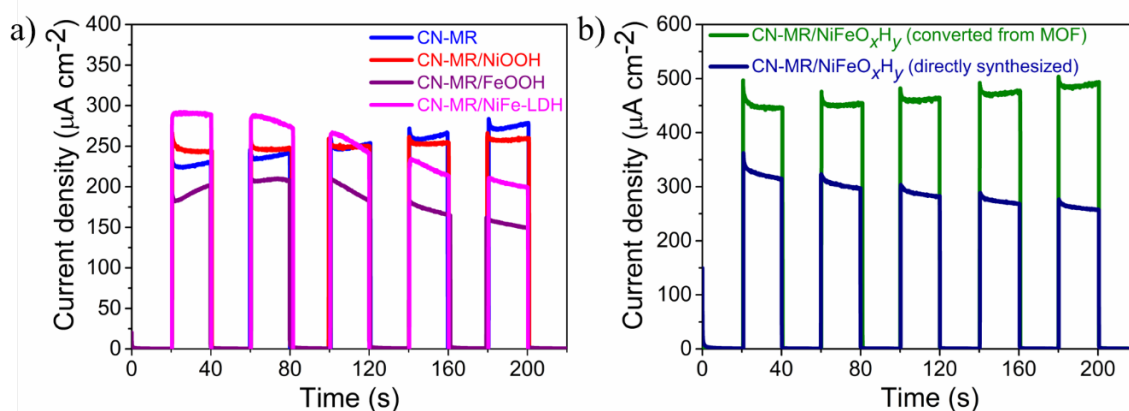 a)
Current density (μA cm-2)
400
350
300
250
200
150
100
50
0
CN-MR
CN-MR/NiOOH
CN-MR/FeOOH
CN-MR/NiFe-LDH
0 40 80 120 160 200
Time (s)
b)
Current density (μA cm-2)
600
500
400
300
200
100
0
CN-MR/NiFeOxHy (converted from MOF)
CN-MR/NiFeOxHy (directly synthesized)
0 40 80 120 160 200
Time (s)